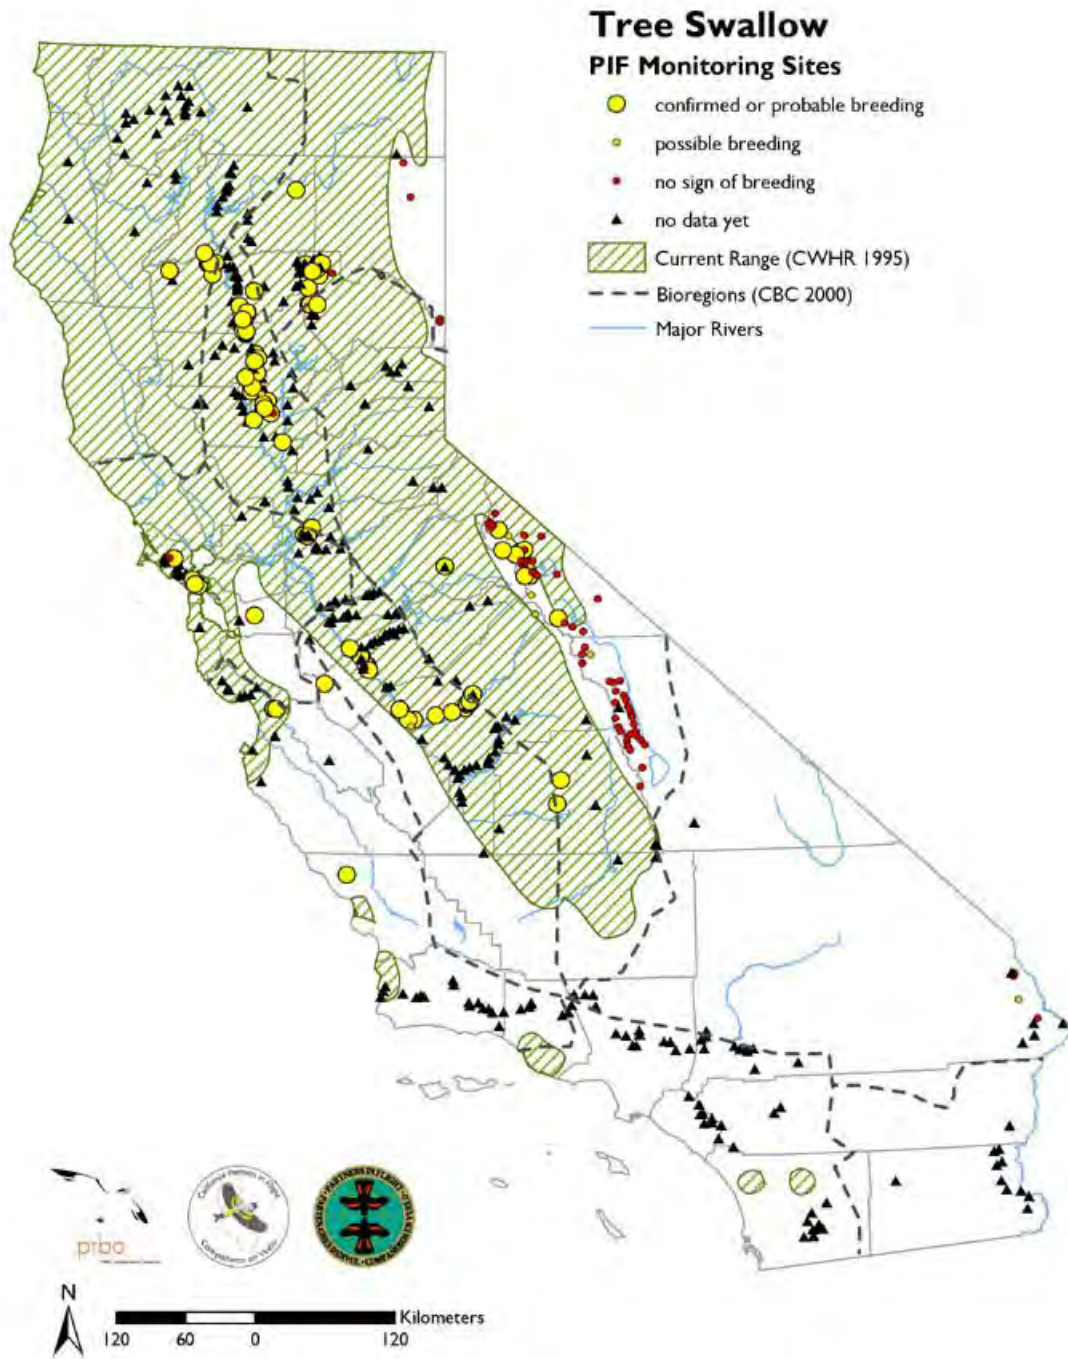 Tree Swallow
PIF Monitoring Sites
confirmed or probable breeding
possible breeding
no sign of breeding
no data yet
Current Range (CWHR 1995)
Bioregions (CBC 2000)
Major Rivers
prbo
N
Kilometers
120 60 0 120